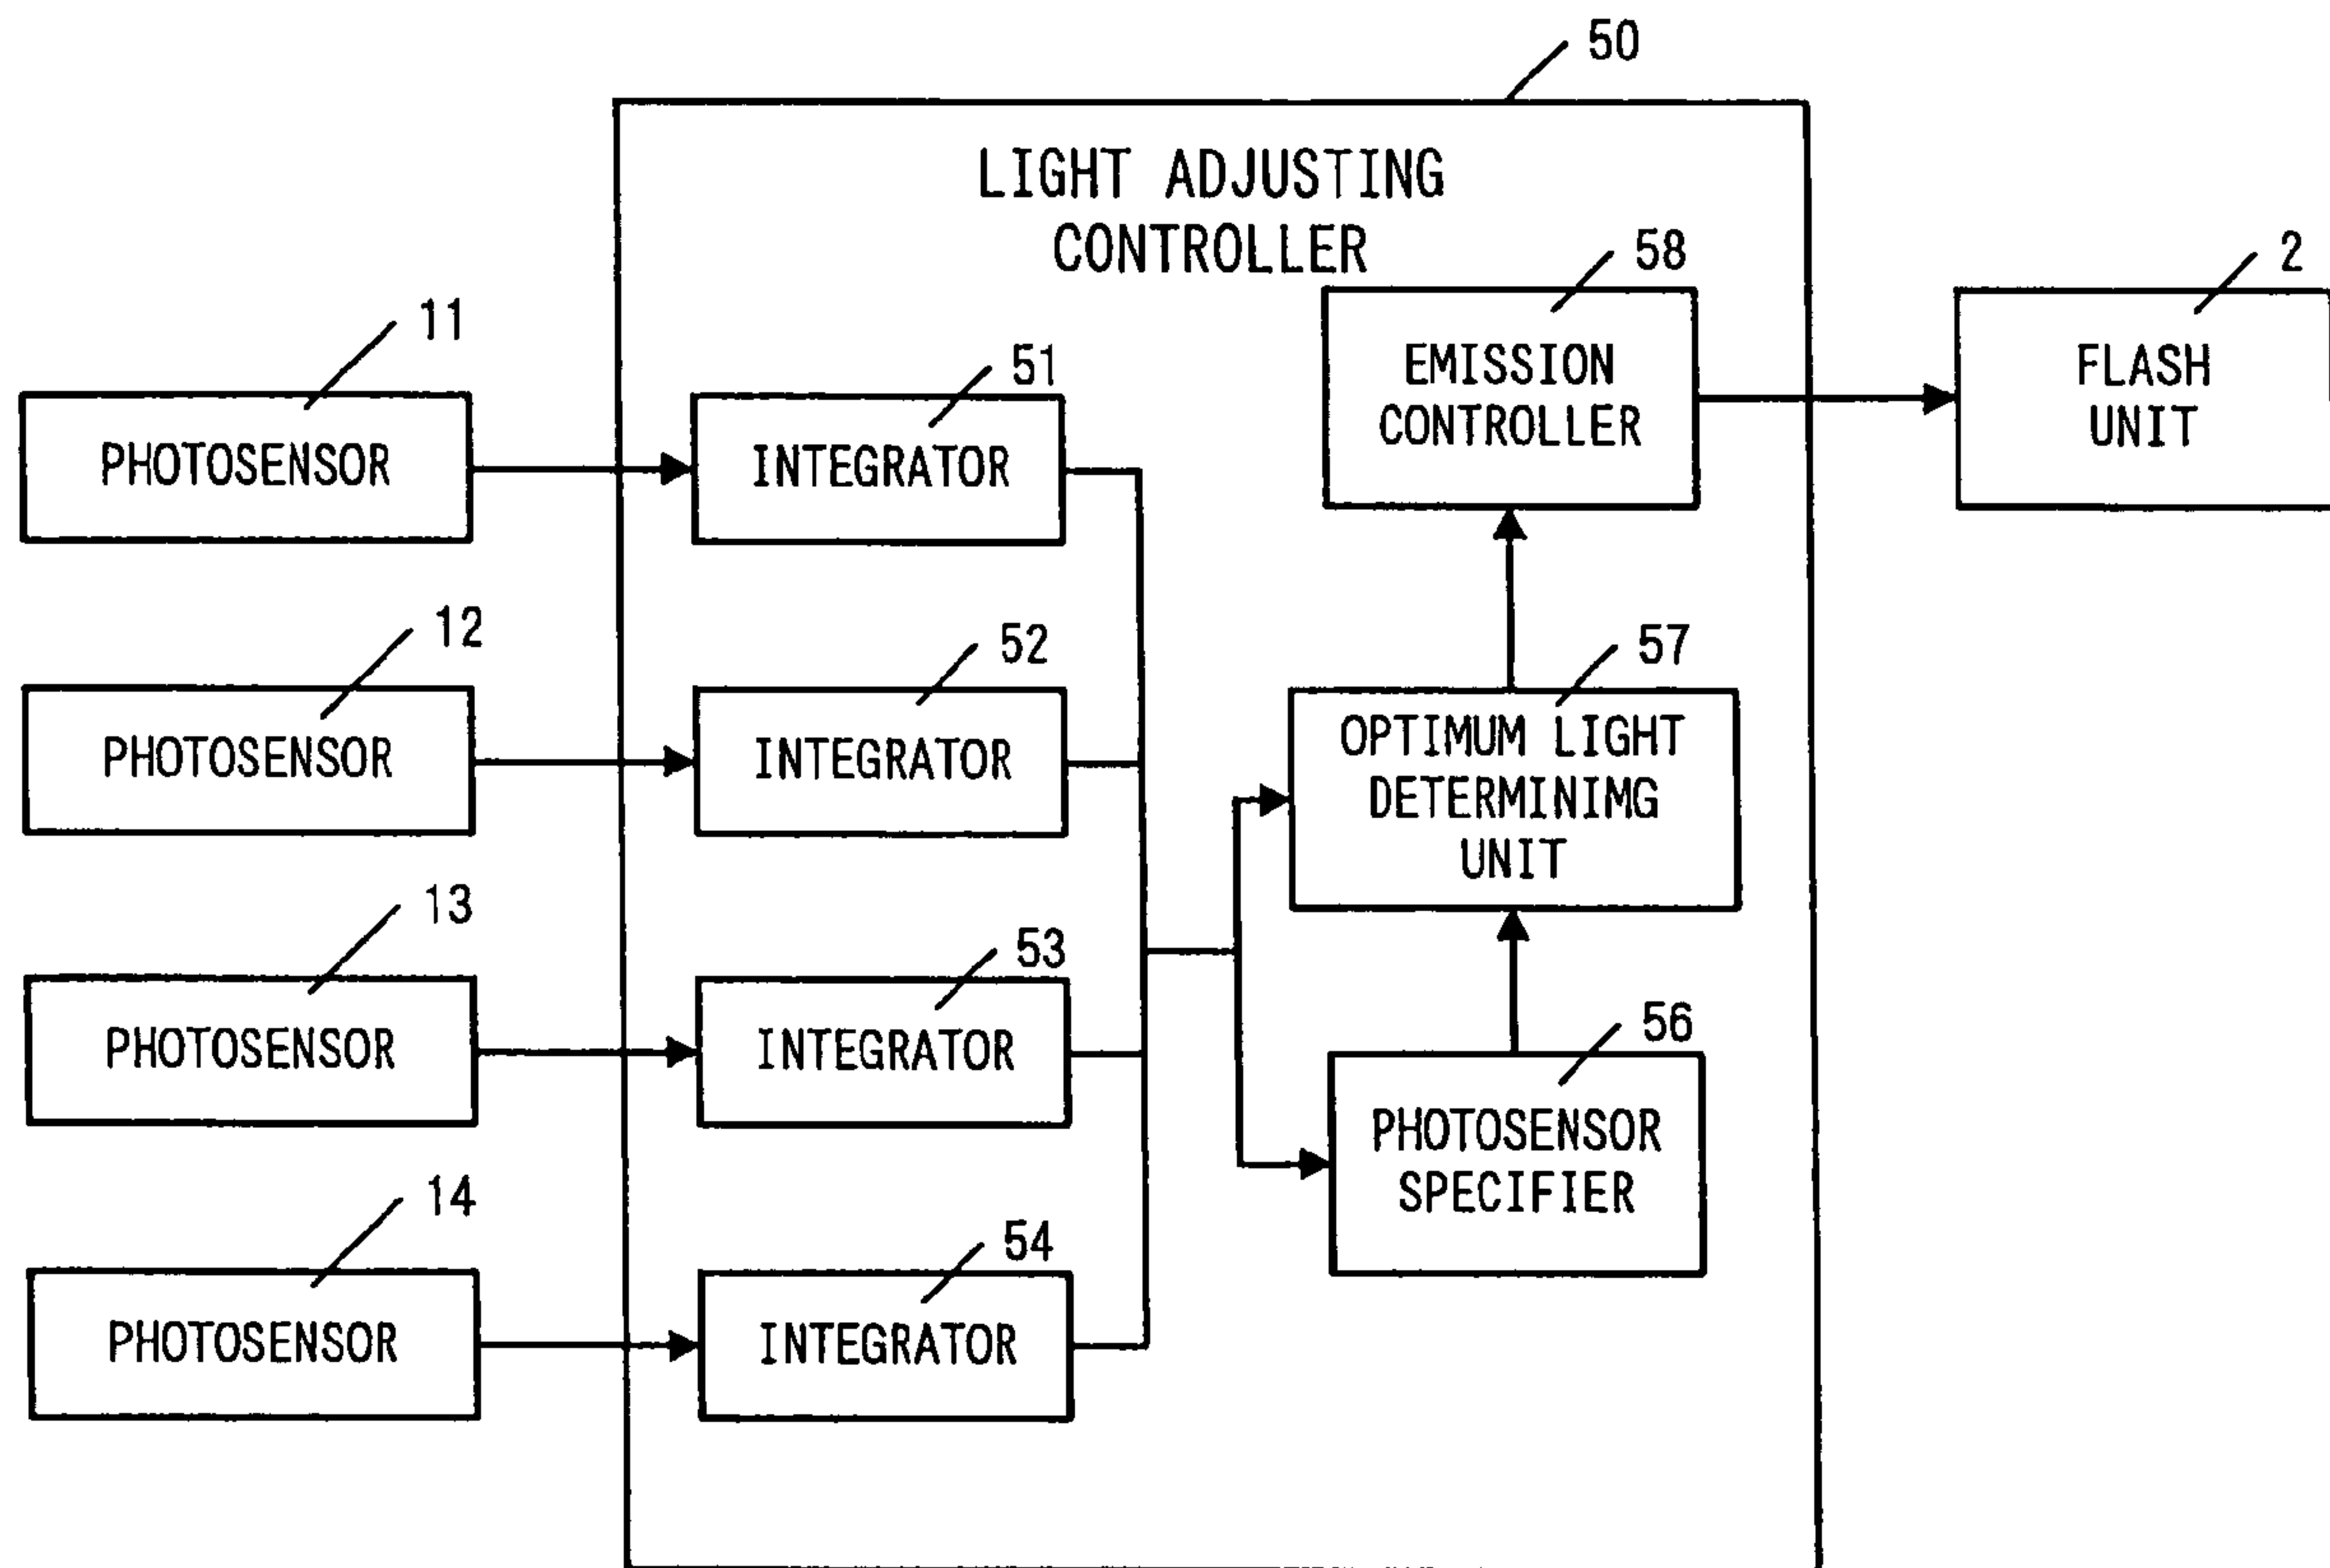 50
LIGHT ADJUSTING
CONTROLLER
58
2
11
51
EMISSION
CONTROLLER
FLASH
UNIT
PHOTOSENSOR
INTEGRATOR
12
52
57
PHOTOSENSOR
INTEGRATOR
OPTIMUM LIGHT
DETERMINIMG
UNIT
13
53
56
PHOTOSENSOR
INTEGRATOR
PHOTOSENSOR
SPECIFIER
14
54
PHOTOSENSOR
INTEGRATOR